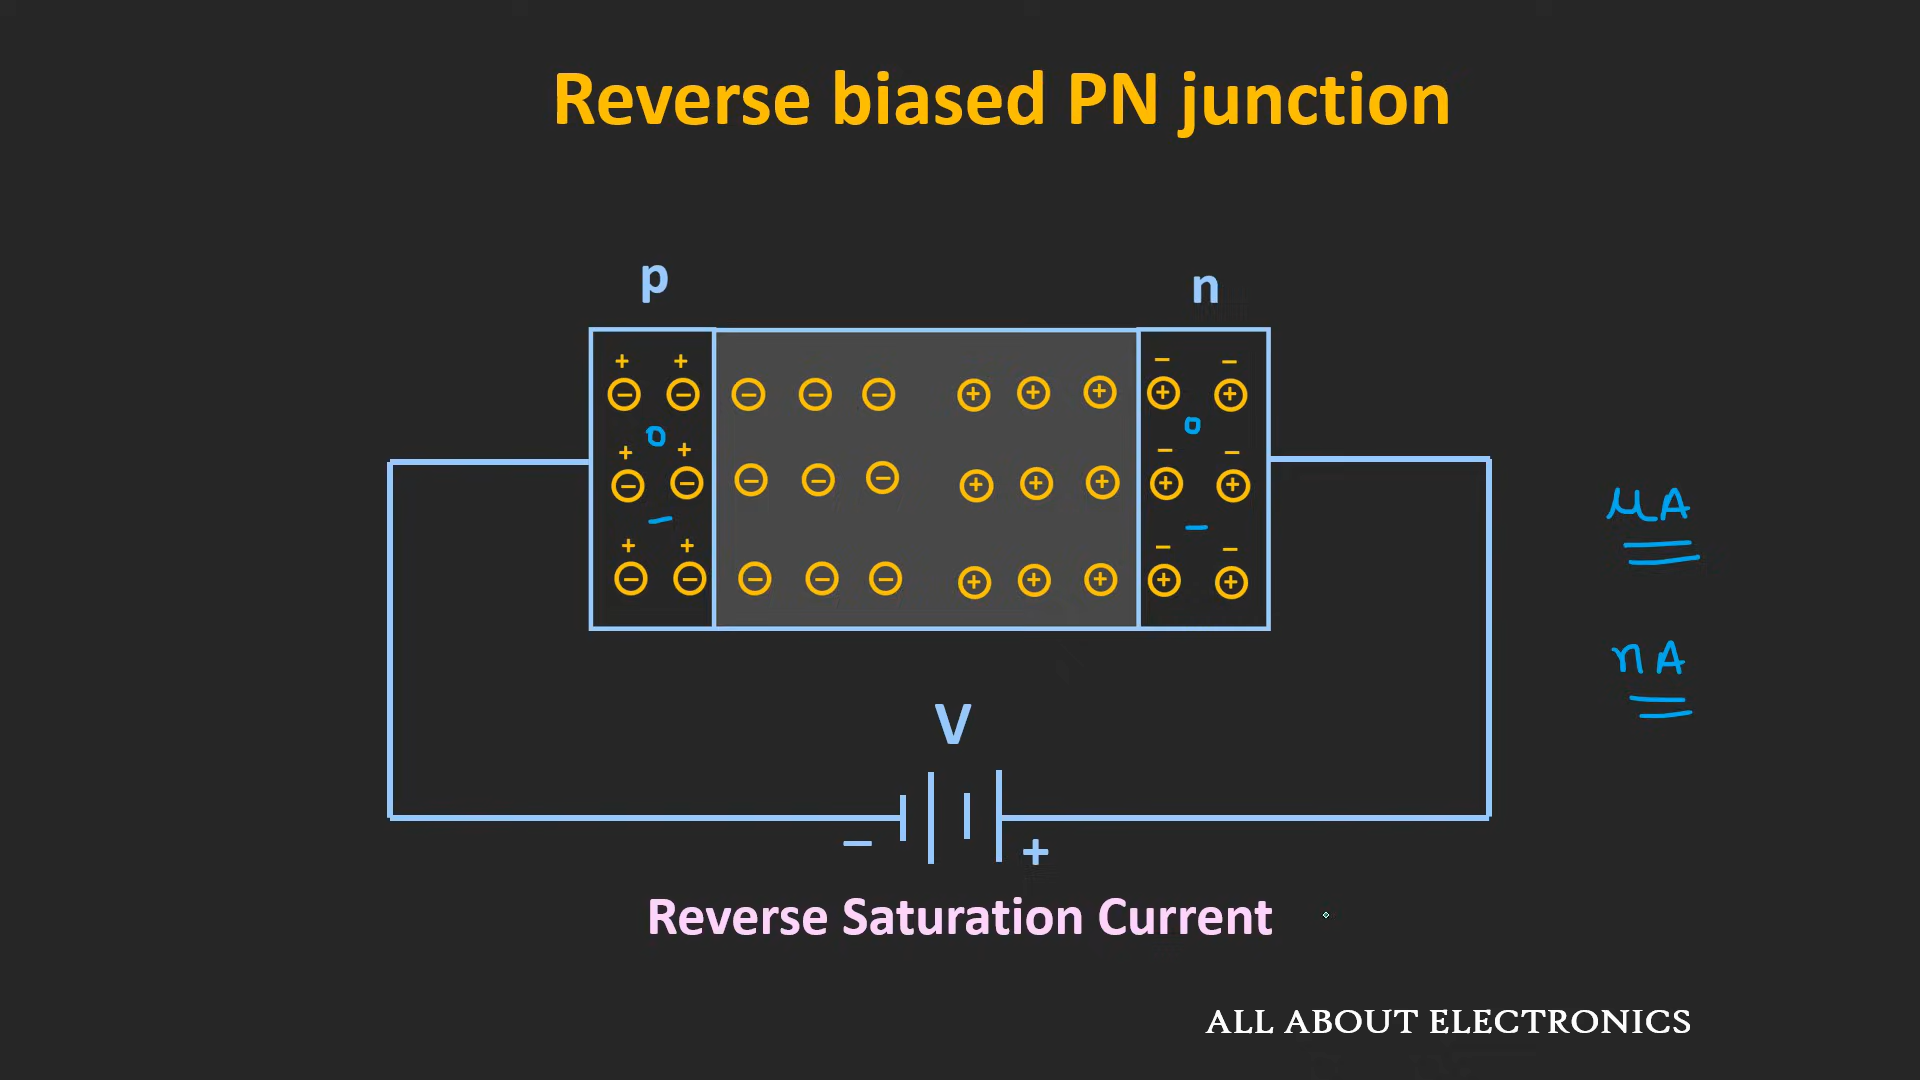 Reverse biased PN junction
p
n
+ + − −
− − − − − + + + + +
o o
+ + − −
− − − − − + + + + +
− −
+ + − −
− − − − − + + + + +
μA
nA
V
− +
Reverse Saturation Current
ALL ABOUT ELECTRONICS